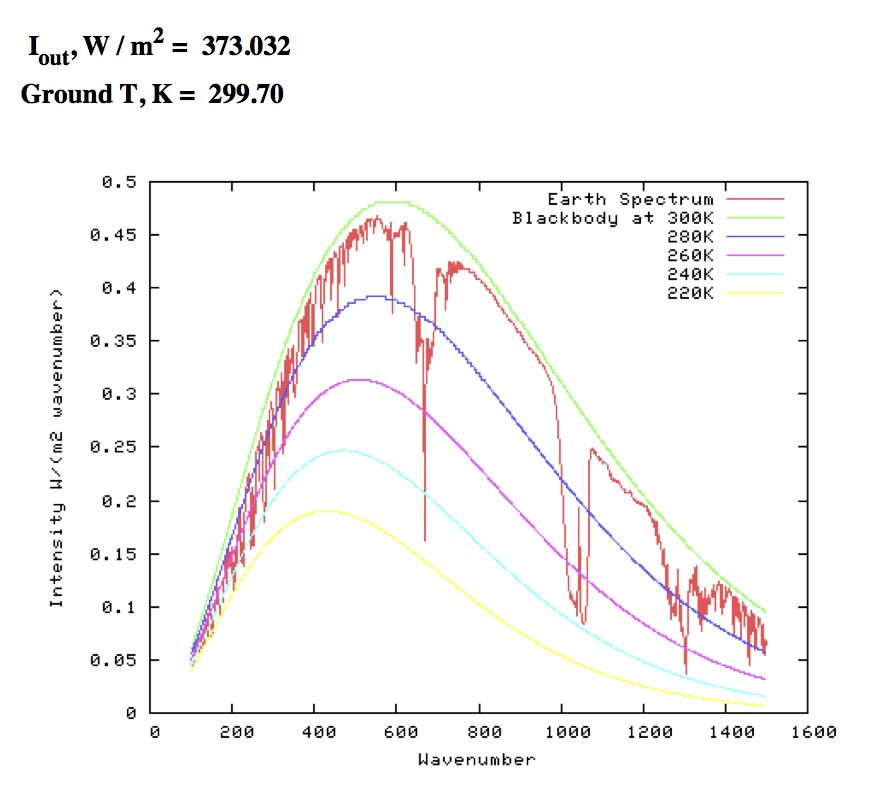 Iout, W / m2 = 373.032
Ground T, K = 299.70
0.5
0.45
0.4
0.35
0.3
0.25
0.2
0.15
0.1
0.05
0
Intensity W/(m2 wavenumber)
Earth Spectrum
Blackbody at 300K
280K
260K
240K
220K
0 200 400 600 800 1000 1200 1400 1600
Wavenumber